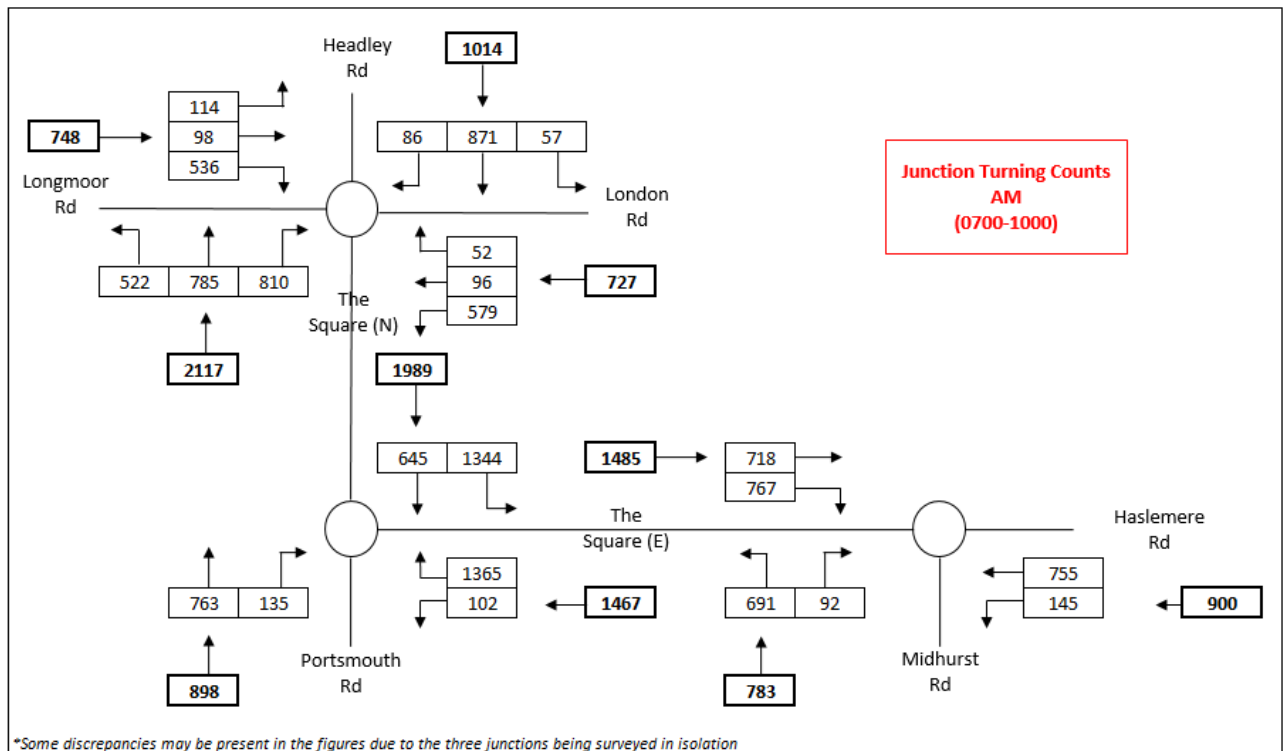 Headley
Rd
1014
114
98
536
748
86 871 57
Junction Turning Counts
AM
(0700-1000)
Longmoor
Rd
London
Rd
522 785 810
52
96
579
727
The
Square (N)
2117
1989
645 1344
1485
718
767
The
Square (E)
Haslemere
Rd
763 135
1365
102
1467
691 92
755
145
900
Portsmouth
Rd
Midhurst
Rd
898
783
*Some discrepancies may be present in the figures due to the three junctions being surveyed in isolation